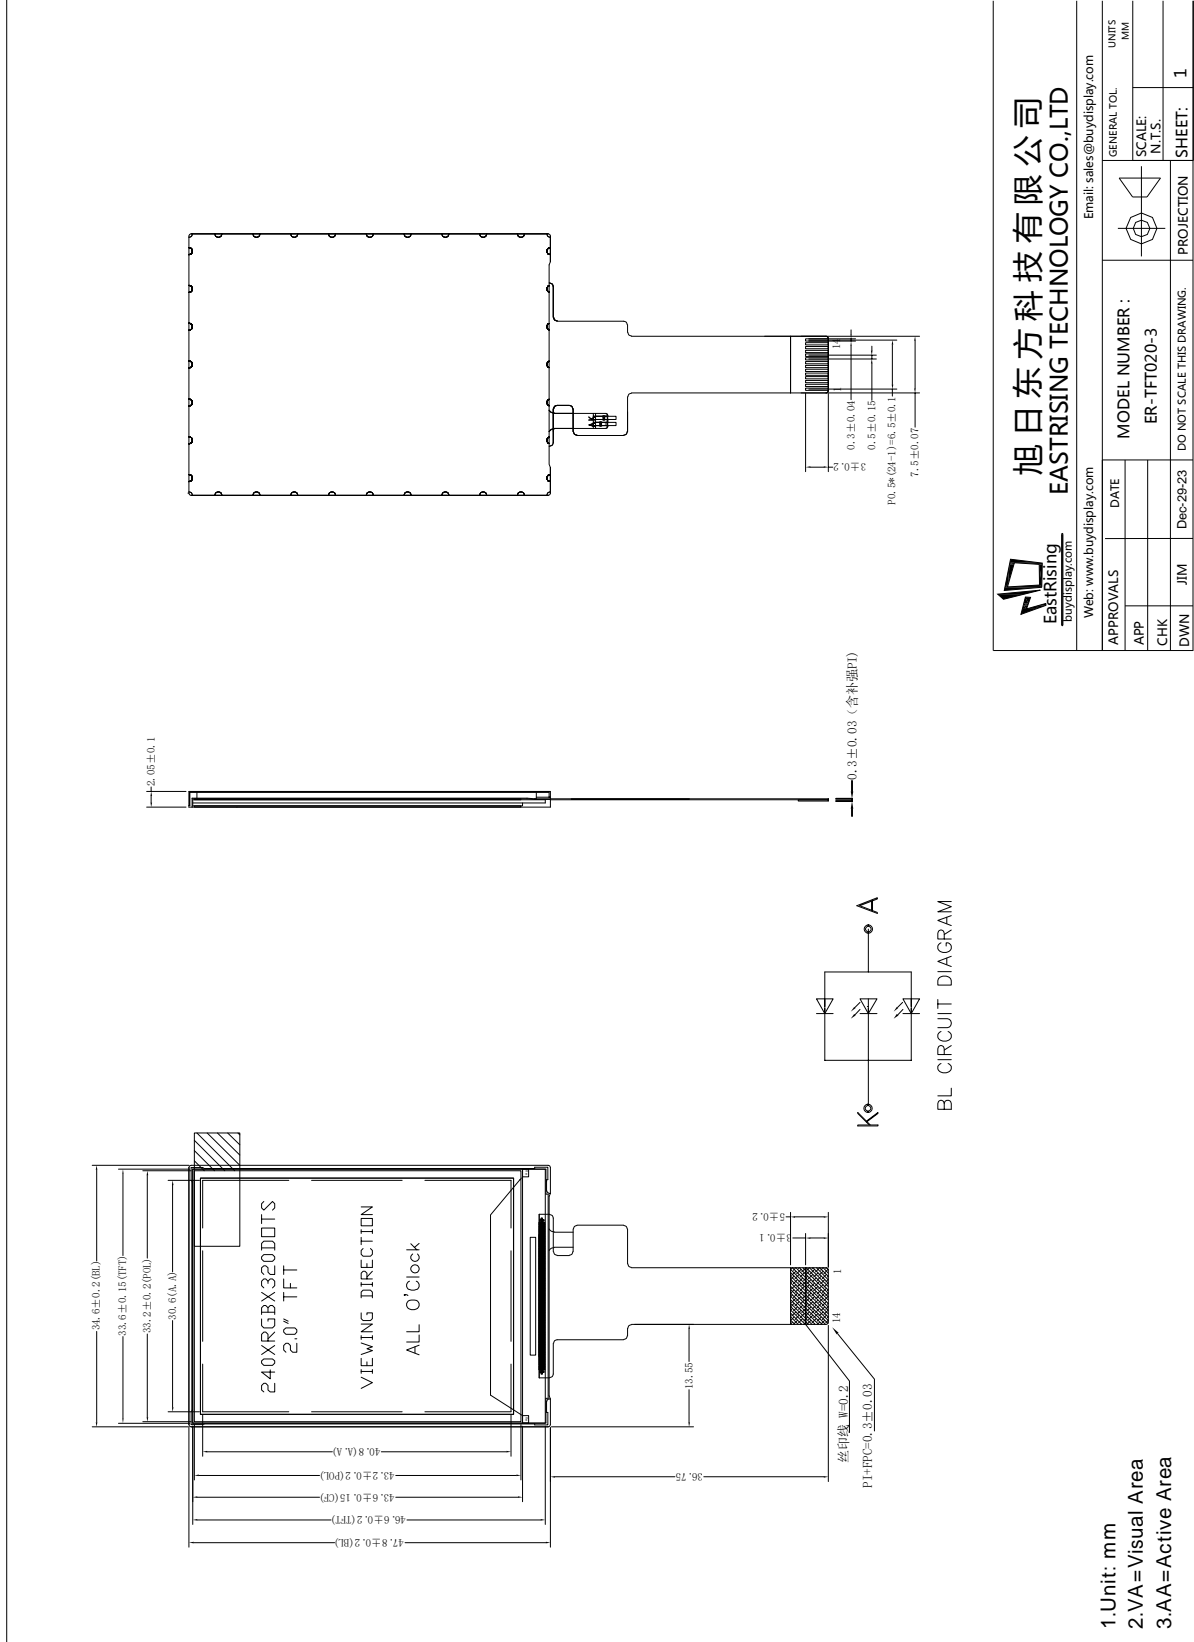 34.6±0.2(BL)
33.6±0.15(TFT)
33.2±0.2(POL)
30.6(A.A)
240XRGBX320DOTS
2.0" TFT
VIEWING DIRECTION
ALL O'Clock
40.8(A.A)
43.2±0.2(POL)
43.6±0.15(CF)
46.6±0.2(TFT)
47.8±0.2(BL)
36.75
13.55
5±0.2
3±0.1
1
14
丝印线 W=0.2
PI+FPC=0.3±0.03
K
A
BL CIRCUIT DIAGRAM
2.05±0.1
0.3±0.03 (含补强PI)
A
K
1
14
3±0.2
0.3±0.04
0.5±0.15
P0.5*(24-1)=6.5±0.1
7.5±0.07
1.Unit: mm
2.VA=Visual Area
3.AA=Active Area
EastRising
buydisplay.com
旭日东方科技有限公司
EASTRISING TECHNOLOGY CO.,LTD
Web: www.buydisplay.com
Email: sales@buydisplay.com
APPROVALS
DATE
APP
CHK
DWN
JIM
Dec-29-23
MODEL NUMBER :
ER-TFT020-3
DO NOT SCALE THIS DRAWING.
PROJECTION
GENERAL TOL.
UNITS
MM
SCALE:
N.T.S.
SHEET:
1